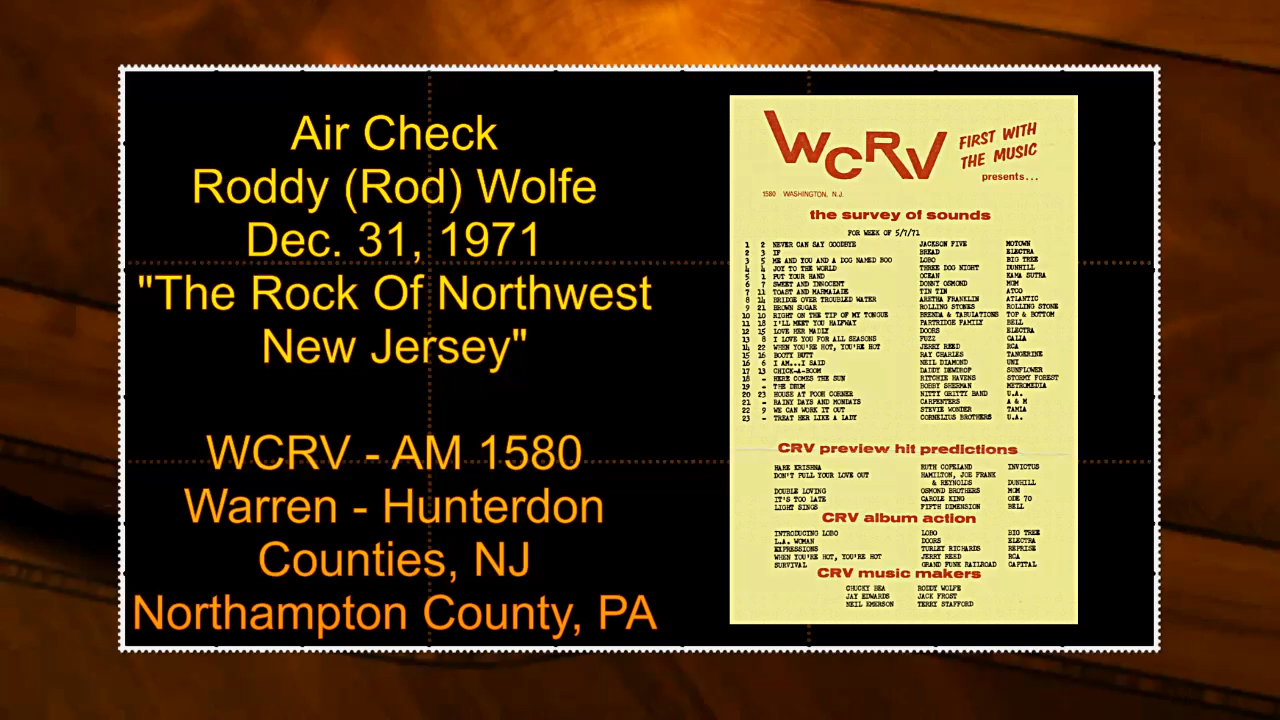 Air Check
Roddy (Rod) Wolfe
Dec. 31, 1971
"The Rock Of Northwest
New Jersey"
WCRV - AM 1580
Warren - Hunterdon
Counties, NJ
Northampton County, PA
WCRV
FIRST WITH
THE MUSIC
presents...
1580 WASHINGTON, N.J.
the survey of sounds
FOR WEEK OF 5/7/71
1 2 NEVER CAN SAY GOODBYE JACKSON FIVE MOTOWN
2 3 IF BREAD ELECTRA
3 5 ME AND YOU AND A DOG NAMED BOO LOBO BIG TREE
4 4 JOY TO THE WORLD THREE DOG NIGHT DUNHILL
5 1 PUT YOUR HAND OCEAN KAMA SUTRA
6 7 SWEET AND INNOCENT DONNY OSMOND MGM
7 11 TOAST AND MARMALAIE TIN TIN ATCO
8 14 BRIDGE OVER TROUBLED WATER ARETHA FRANKLIN ATLANTIC
9 21 BROWN SUGAR ROLLING STONES ROLLING STONE
10 10 RIGHT ON THE TIP OF MY TONGUE BRENDA & TABULATIONS TOP & BOTTOM
11 18 I'LL MEET YOU HALFWAY PARTRIDGE FAMILY BELL
12 15 LOVE HER MADLY DOORS ELECTRA
13 8 I LOVE YOU FOR ALL SEASONS FUZZ CALLA
14 22 WHEN YOU'RE HOT, YOU'RE HOT JERRY REED RCA
15 16 BOOTY BUTT RAY CHARLES TANGERINE
16 6 I AM...I SAID NEIL DIAMOND UNI
17 13 CHICK-A-BOOM DADDY DEWDROP SUNFLOWER
18 - HERE COMES THE SUN RITCHIE HAVENS STORMY FOREST
19 - THE DRUM BOBBY SHERMAN METROMEDIA
20 23 HOUSE AT POOH CORNER NITTY GRITTY BAND U.A.
21 - RAINY DAYS AND MONDAYS CARPENTERS A & M
22 9 WE CAN WORK IT OUT STEVIE WONDER TAMIA
23 - TREAT HER LIKE A LADY CORNELIUS BROTHERS U.A.
CRV preview hit predictions
HARE KRISHNA RUTH COPELAND INVICTUS
DON'T PULL YOUR LOVE OUT HAMILTON, JOE FRANK
& REYNOLDS DUNHILL
DOUBLE LOVING OSMOND BROTHERS MGM
IT'S TOO LATE CAROLE KING ODE 70
LIGHT SINGS FIFTH DIMENSION BELL
CRV album action
INTRODUCING LOBO LOBO BIG TREE
L.A. WOMAN DOORS ELECTRA
EXPRESSIONS TURLEY RICHARDS REPRISE
WHEN YOU'RE HOT, YOU'RE HOT JERRY REED RCA
SURVIVAL GRAND FUNK RAILROAD CAPITAL
CRV music makers
CHUCKY BEA RODDY WOLFE
JAY EDWARDS JACK FROST
NEIL EMERSON TERRY STAFFORD